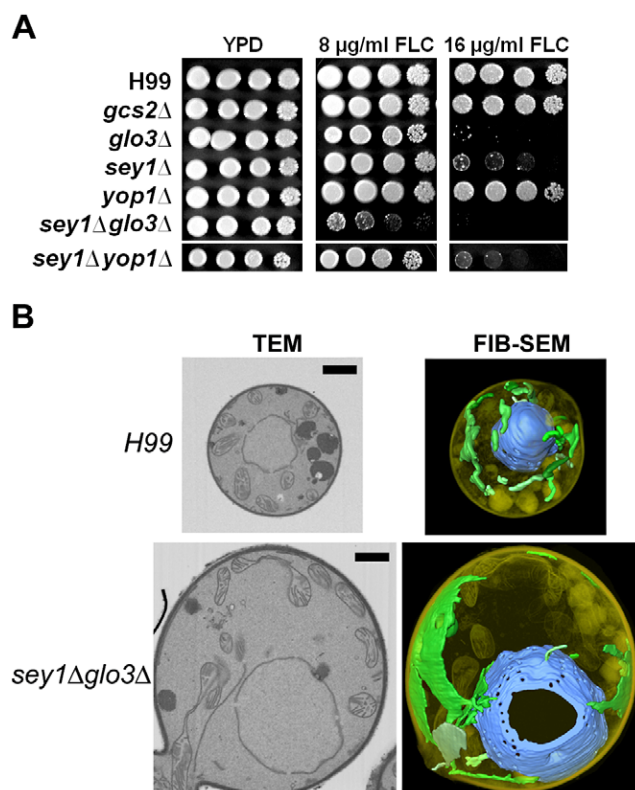 A
YPD 8 µg/ml FLC 16 µg/ml FLC
H99
gcs2Δ
glo3Δ
sey1Δ
yop1Δ
sey1Δglo3Δ
sey1Δyop1Δ
B
TEM FIB-SEM
H99
sey1Δglo3Δ